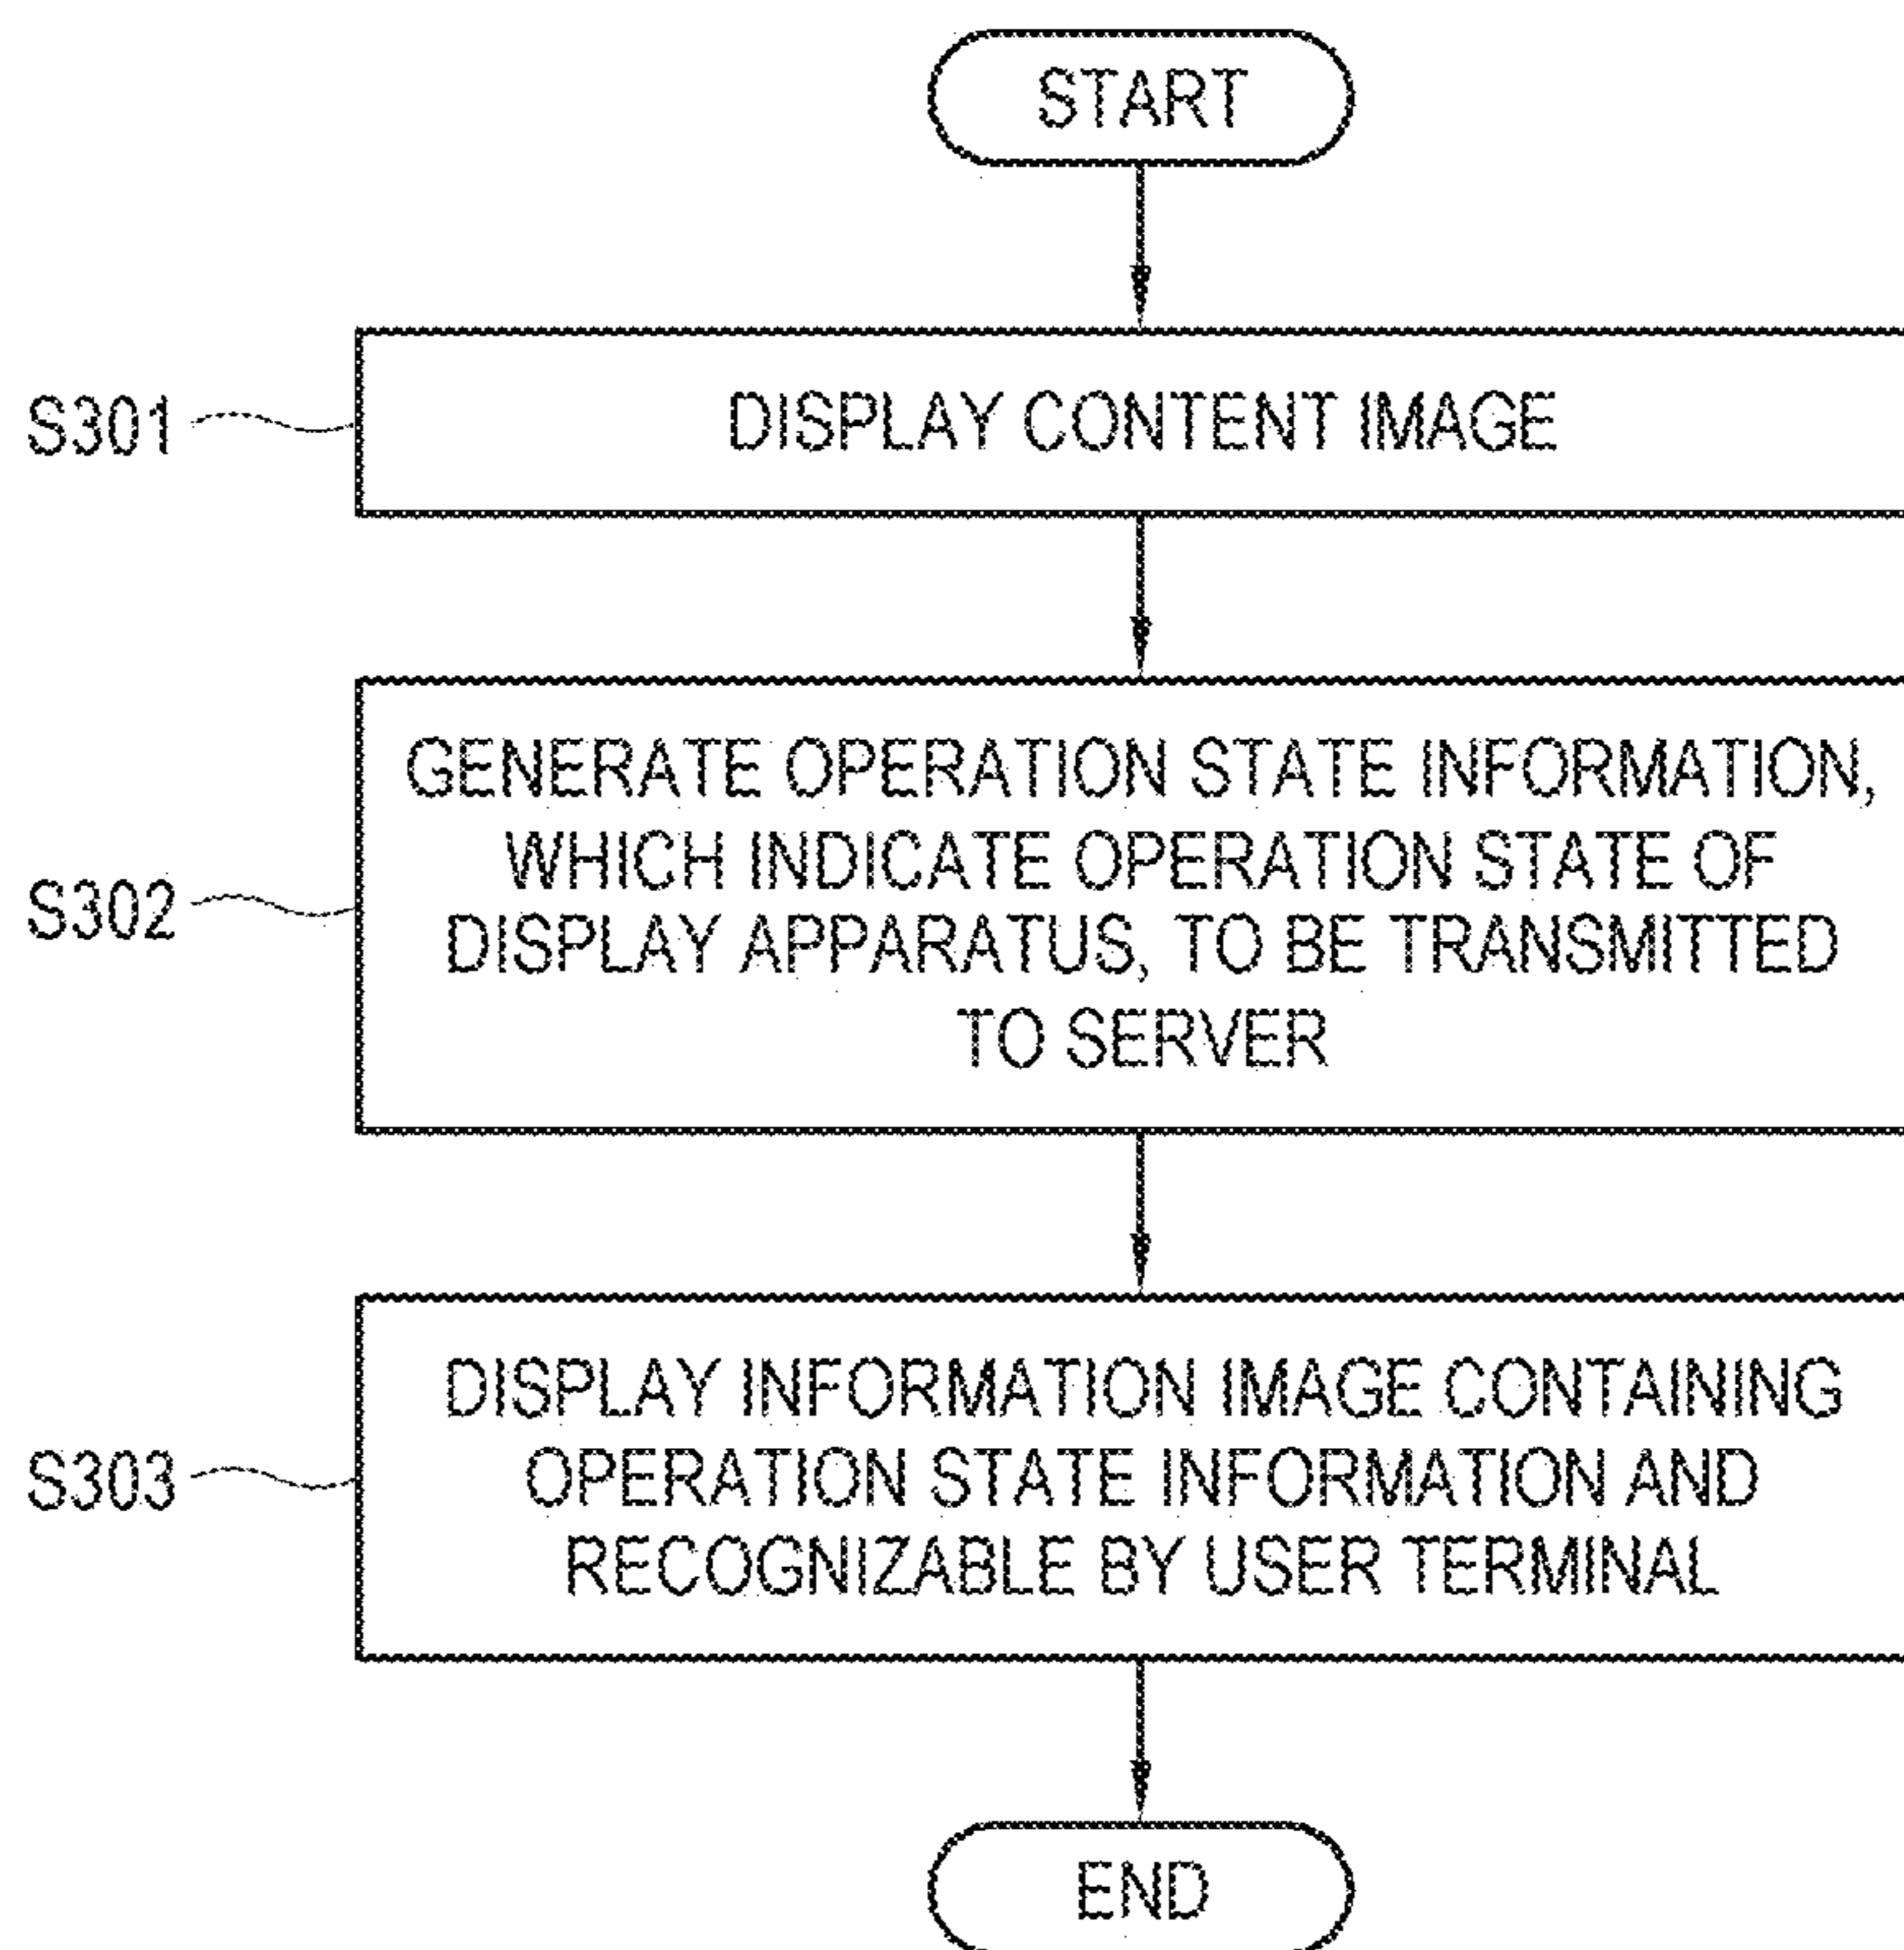 START
S301
DISPLAY CONTENT IMAGE
S302
GENERATE OPERATION STATE INFORMATION,
WHICH INDICATE OPERATION STATE OF
DISPLAY APPARATUS, TO BE TRANSMITTED
TO SERVER
S303
DISPLAY INFORMATION IMAGE CONTAINING
OPERATION STATE INFORMATION AND
RECOGNIZABLE BY USER TERMINAL
END